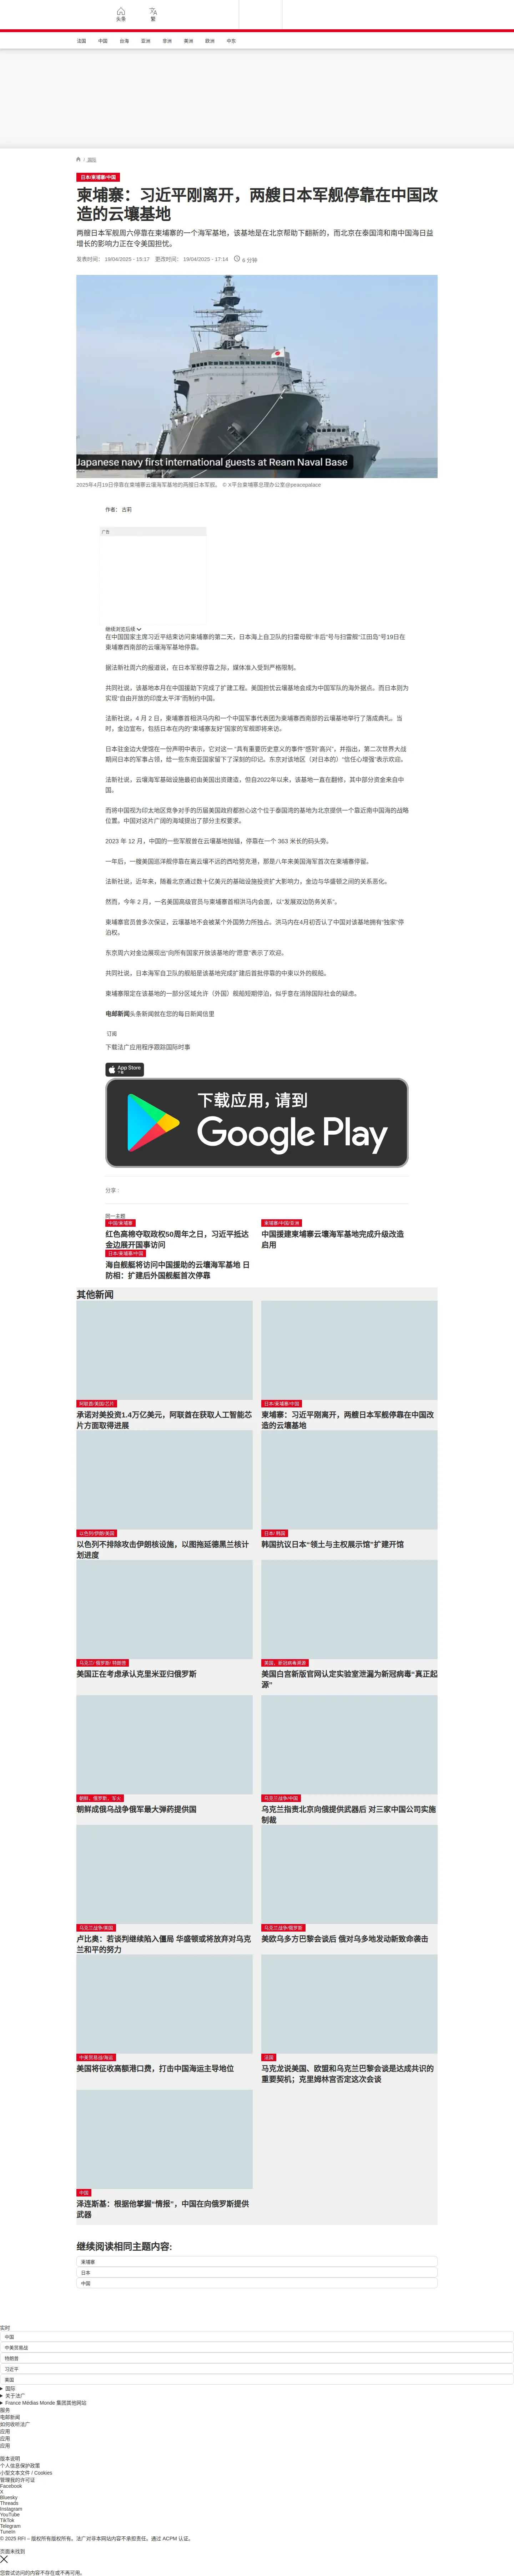 头条
繁
法国
中国
台海
亚洲
非洲
美洲
欧洲
中东
/ 国际
日本/柬埔寨/中国
柬埔寨：习近平刚离开，两艘日本军舰停靠在中国改
造的云壤基地
两艘日本军舰周六停靠在柬埔寨的一个海军基地，该基地是在北京帮助下翻新的，而北京在泰国湾和南中国海日益
增长的影响力正在令美国担忧。
发表时间： 19/04/2025 - 15:17 更改时间： 19/04/2025 - 17:14 6 分钟
Japanese navy first international guests at Ream Naval Base
2025年4月19日停靠在柬埔寨云壤海军基地的两艘日本军舰。 © X平台柬埔寨总理办公室@peacepalace
作者： 古莉
广告
继续浏览后续
在中国国家主席习近平结束访问柬埔寨的第二天，日本海上自卫队的扫雷母舰“丰后”号与扫雷舰“江田岛”号19日在
柬埔寨西南部的云壤海军基地停靠。
据法新社周六的报道说，在日本军舰停靠之际，媒体准入受到严格限制。
共同社说，该基地本月在中国援助下完成了扩建工程。美国担忧云壤基地会成为中国军队的海外据点，而日本则为
实现“自由开放的印度太平洋”而制约中国。
法新社说，4 月 2 日，柬埔寨首相洪马内和一个中国军事代表团为柬埔寨西南部的云壤基地举行了落成典礼。当
时，金边宣布，包括日本在内的“柬埔寨友好”国家的军舰即将来访。
日本驻金边大使馆在一份声明中表示，它对这一 “具有重要历史意义的事件”感到“高兴”，并指出，第二次世界大战
期间日本的军事占领，给一些东南亚国家留下了深刻的印记。东京对该地区（对日本的）“信任心增强”表示欢迎。
法新社说，云壤海军基础设施最初由美国出资建造，但自2022年以来，该基地一直在翻修，其中部分资金来自中
国。
而将中国视为印太地区竞争对手的历届美国政府都担心这个位于泰国湾的基地为北京提供一个靠近南中国海的战略
位置，中国对这片广阔的海域提出了部分主权要求。
2023 年 12 月，中国的一些军舰曾在云壤基地抛锚，停靠在一个 363 米长的码头旁。
一年后，一艘美国巡洋舰停靠在离云壤不远的西哈努克港，那是八年来美国海军首次在柬埔寨停留。
法新社说，近年来，随着北京通过数十亿美元的基础设施投资扩大影响力，金边与华盛顿之间的关系恶化。
然而，今年 2 月，一名美国高级官员与柬埔寨首相洪马内会面，以“发展双边防务关系”。
柬埔寨官员曾多次保证，云壤基地不会被某个外国势力所独占。洪马内在4月初否认了中国对该基地拥有“独家”停
泊权。
东京周六对金边展现出“向所有国家开放该基地的“愿意”表示了欢迎。
共同社说，日本海军自卫队的舰船是该基地完成扩建后首批停靠的中柬以外的舰船。
柬埔寨限定在该基地的一部分区域允许（外国）舰船短期停泊，似乎意在消除国际社会的疑虑。
电邮新闻头条新闻就在您的每日新闻信里
订阅
下载法广应用程序跟踪国际时事
App Store
下载
下载应用，请到
Google Play
分享：
同一主题
中国/柬埔寨
红色高棉夺取政权50周年之日，习近平抵达
金边展开国事访问
柬埔寨/中国/亚洲
中国援建柬埔寨云壤海军基地完成升级改造
启用
日本/柬埔寨/中国
海自舰艇将访问中国援助的云壤海军基地 日
防相：扩建后外国舰艇首次停靠
其他新闻
阿联酋/美国/芯片
承诺对美投资1.4万亿美元，阿联酋在获取人工智能芯
片方面取得进展
日本/柬埔寨/中国
柬埔寨：习近平刚离开，两艘日本军舰停靠在中国改
造的云壤基地
以色列/伊朗/美国
以色列不排除攻击伊朗核设施，以图拖延德黑兰核计
划进度
日本/ 韩国
韩国抗议日本“领土与主权展示馆”扩建开馆
乌克兰/ 俄罗斯/ 特朗普
美国正在考虑承认克里米亚归俄罗斯
美国，新冠病毒溯源
美国白宫新版官网认定实验室泄漏为新冠病毒“真正起
源”
朝鲜，俄罗斯，军火
朝鲜成俄乌战争俄军最大弹药提供国
乌克兰战争/中国
乌克兰指责北京向俄提供武器后 对三家中国公司实施
制裁
乌克兰战争/美国
卢比奥：若谈判继续陷入僵局 华盛顿或将放弃对乌克
兰和平的努力
乌克兰战争/俄罗斯
美欧乌多方巴黎会谈后 俄对乌多地发动新致命袭击
中美贸易战/海运
美国将征收高额港口费，打击中国海运主导地位
法国
马克龙说美国、欧盟和乌克兰巴黎会谈是达成共识的
重要契机；克里姆林宫否定这次会谈
中国
泽连斯基：根据他掌握“情报”，中国在向俄罗斯提供
武器
继续阅读相同主题内容:
柬埔寨
日本
中国
实时
中国
中美贸易战
特朗普
习近平
美国
国际
关于法广
France Médias Monde 集团其他网站
服务
电邮新闻
如何收听法广
应用
应用
应用
版本说明
个人信息保护政策
小型文本文件 / Cookies
管理我的许可证
Facebook
X
Bluesky
Threads
Instagram
YouTube
TikTok
Telegram
TuneIn
© 2025 RFI – 版权所有版权所有。法广对非本网站内容不承担责任。通过 ACPM 认证。
页面未找到
您尝试访问的内容不存在或不再可用。